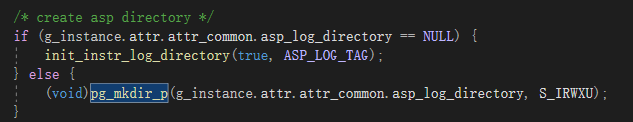 /* create asp directory */
if (g_instance.attr.attr_common.asp_log_directory == NULL) {
    init_instr_log_directory(true, ASP_LOG_TAG);
} else {
    (void)pg_mkdir_p(g_instance.attr.attr_common.asp_log_directory, S_IRWXU);
}